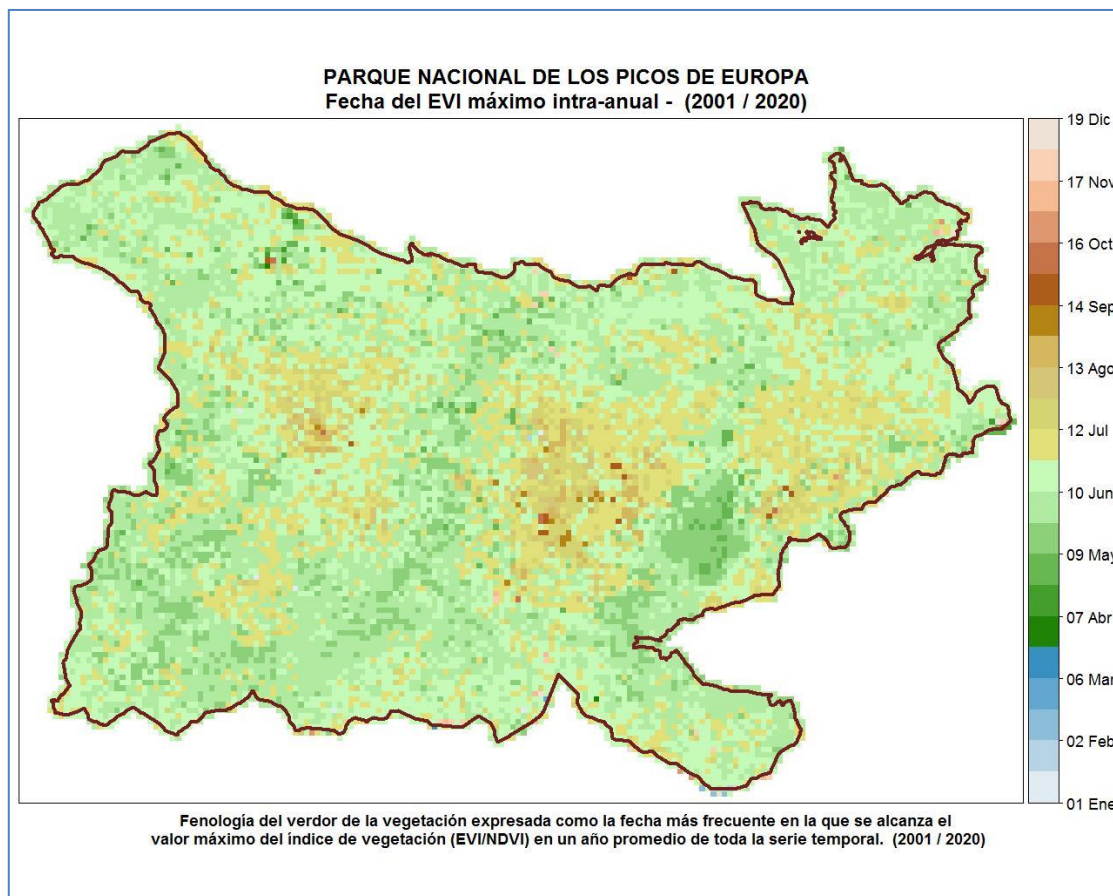 PARQUE NACIONAL DE LOS PICOS DE EUROPA
Fecha del EVI máximo intra-anual - (2001 / 2020)
19 Dic
17 Nov
16 Oct
14 Sep
13 Ago
12 Jul
10 Jun
09 May
07 Abr
06 Mar
02 Feb
01 Ene
Fenología del verdor de la vegetación expresada como la fecha más frecuente en la que se alcanza el
valor máximo del índice de vegetación (EVI/NDVI) en un año promedio de toda la serie temporal. (2001 / 2020)